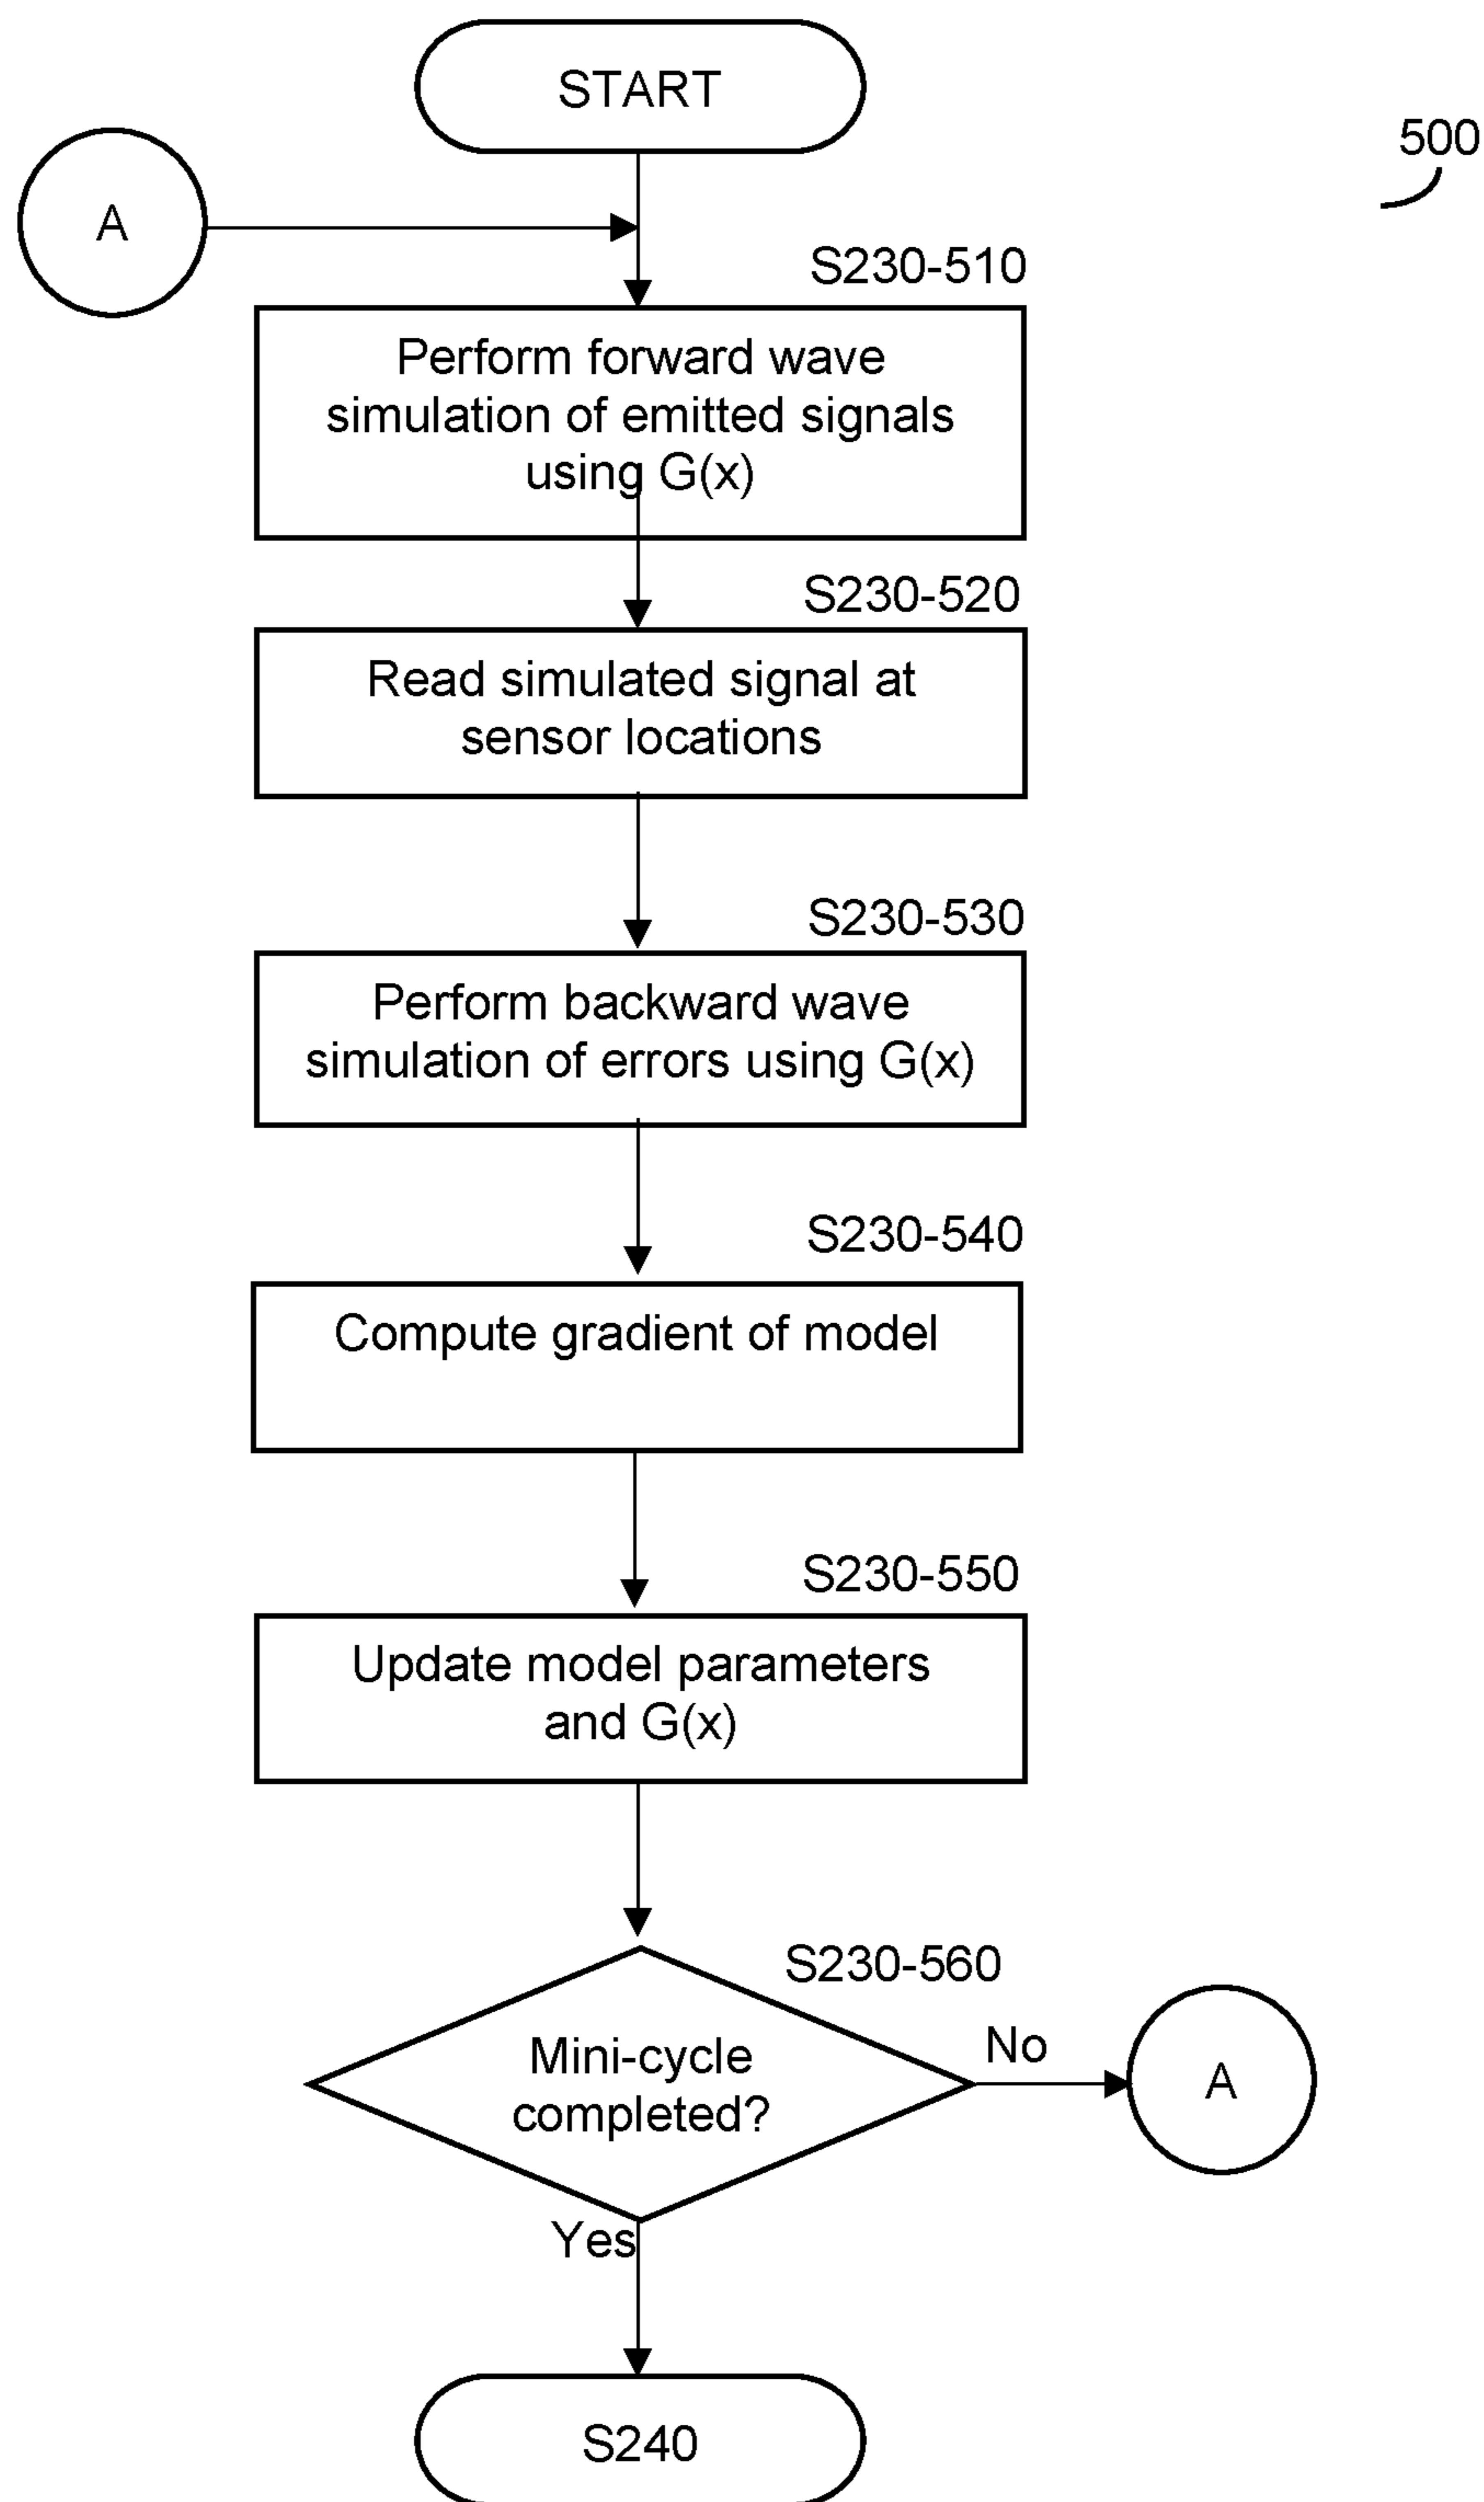 START
500
A
S230-510
Perform forward wave
simulation of emitted signals
using G(x)
S230-520
Read simulated signal at
sensor locations
S230-530
Perform backward wave
simulation of errors using G(x)
S230-540
Compute gradient of model
S230-550
Update model parameters
and G(x)
S230-560
Mini-cycle
completed?
No
A
Yes
S240